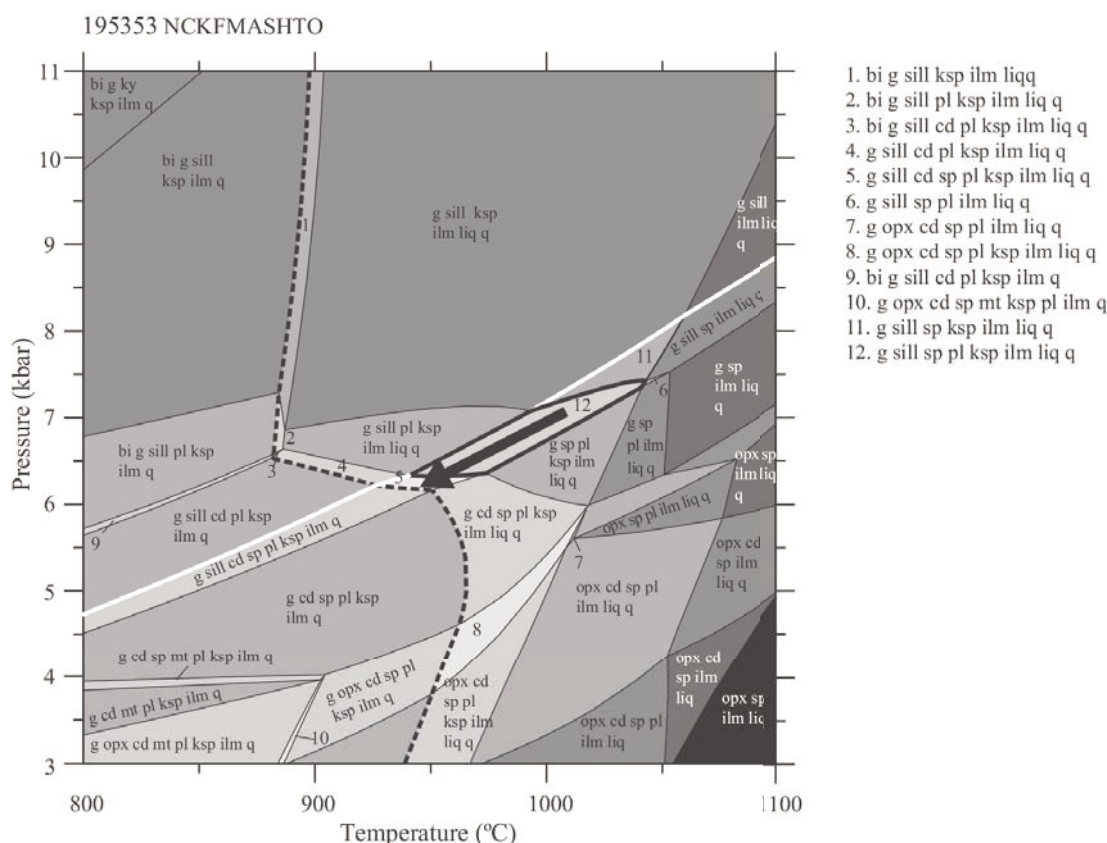 195353 NCKFMASHTO
11
10
9
8
7
6
5
4
3
Pressure (kbar)
800
900
1000
1100
Temperature (ºC)
bi g ky
ksp ilm q
bi g sill
ksp ilm q
1
g sill ksp
ilm liq q
g sill
ilm liq
q
g sill sp ilm liq q
11
6
12
g sp
ilm liq
q
2
g sill pl ksp
ilm liq q
g sp
pl ilm
liq q
g sp pl
ksp ilm
liq q
bi g sill pl ksp
ilm q
3
4
5
opx sp
ilm liq
q
g sill cd pl ksp
ilm q
9
g sill cd sp pl ksp ilm q
g cd sp pl ksp
ilm liq q
opx sp pl ilm liq q
7
opx cd
sp ilm
liq q
g cd sp pl ksp
ilm q
opx cd sp pl
ilm liq q
8
g cd sp mt pl ksp ilm q
g cd mt pl ksp ilm q
g opx cd sp pl
ksp ilm q
opx cd
sp pl
ksp ilm
liq q
opx cd
sp ilm
liq
opx sp
ilm liq
g opx cd mt pl ksp ilm q
10
opx cd sp pl
ilm liq
1. bi g sill ksp ilm liqq
2. bi g sill pl ksp ilm liq q
3. bi g sill cd pl ksp ilm liq q
4. g sill cd pl ksp ilm liq q
5. g sill cd sp pl ksp ilm liq q
6. g sill sp pl ilm liq q
7. g opx cd sp pl ilm liq q
8. g opx cd sp pl ksp ilm liq q
9. bi g sill cd pl ksp ilm q
10. g opx cd sp mt ksp pl ilm q
11. g sill sp ksp ilm liq q
12. g sill sp pl ksp ilm liq q